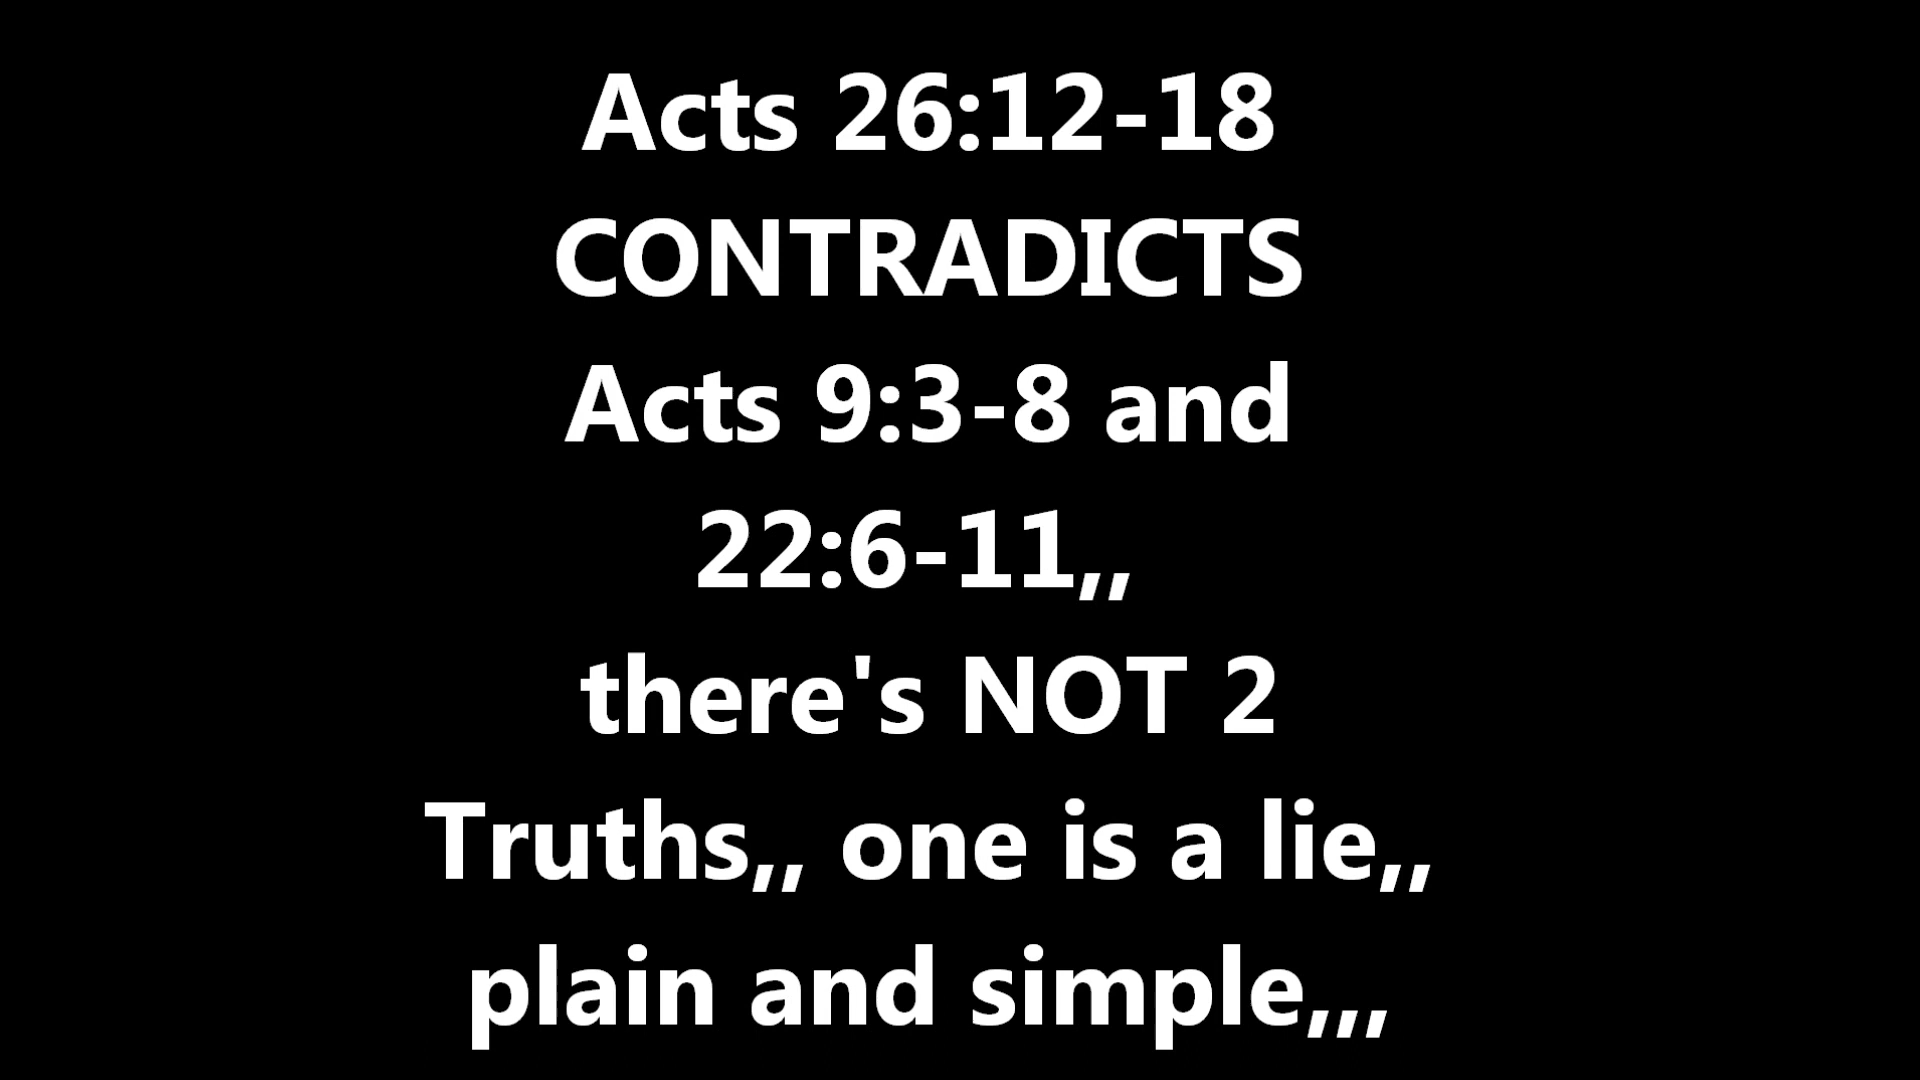 Acts 26:12-18
CONTRADICTS
Acts 9:3-8 and
22:6-11,,
there's NOT 2
Truths,, one is a lie,,
plain and simple,,,